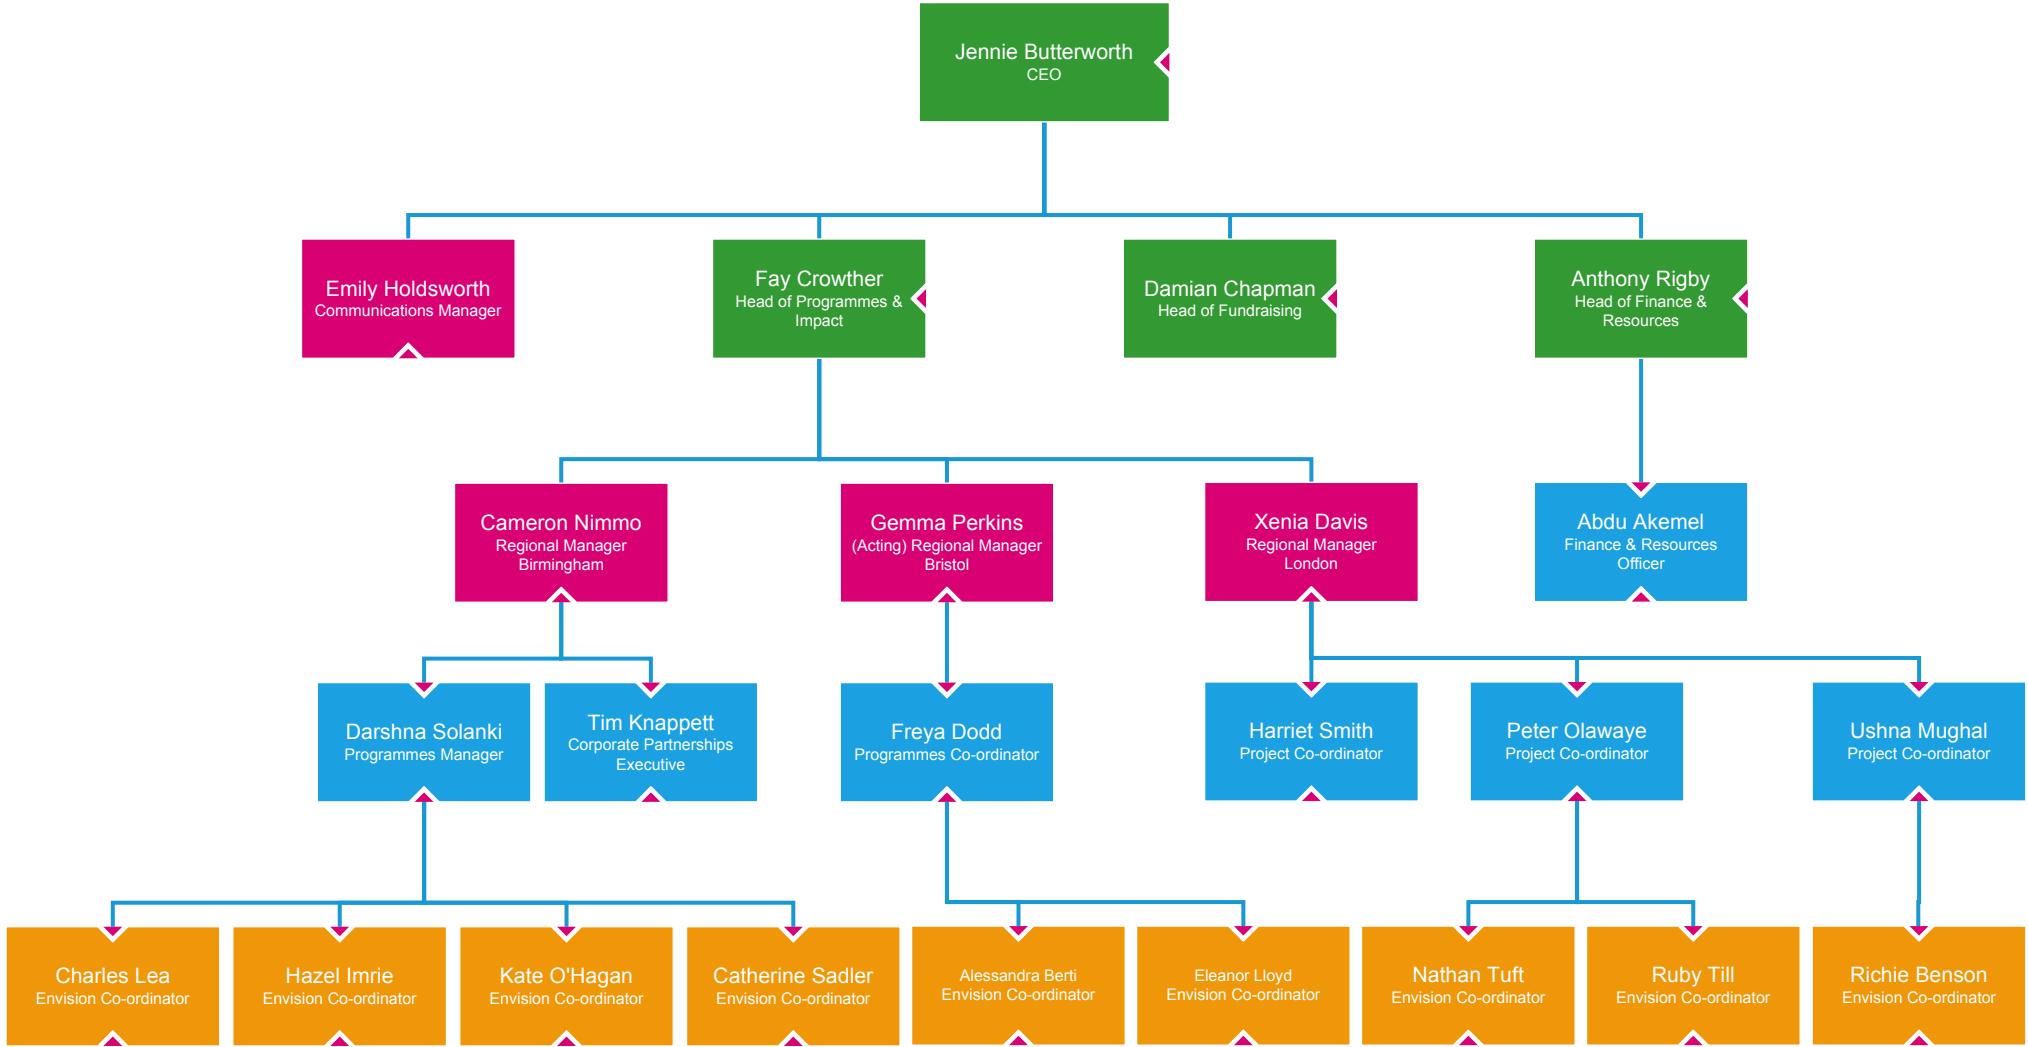 Jennie Butterworth
CEO
Emily Holdsworth
Communications Manager
Fay Crowther
Head of Programmes &
Impact
Damian Chapman
Head of Fundraising
Anthony Rigby
Head of Finance &
Resources
Cameron Nimmo
Regional Manager
Birmingham
Gemma Perkins
(Acting) Regional Manager
Bristol
Xenia Davis
Regional Manager
London
Abdu Akemel
Finance & Resources
Officer
Darshna Solanki
Programmes Manager
Tim Knappett
Corporate Partnerships
Executive
Freya Dodd
Programmes Co-ordinator
Harriet Smith
Project Co-ordinator
Peter Olawaye
Project Co-ordinator
Ushna Mughal
Project Co-ordinator
Charles Lea
Envision Co-ordinator
Hazel Imrie
Envision Co-ordinator
Kate O'Hagan
Envision Co-ordinator
Catherine Sadler
Envision Co-ordinator
Alessandra Berti
Envision Co-ordinator
Eleanor Lloyd
Envision Co-ordinator
Nathan Tuft
Envision Co-ordinator
Ruby Till
Envision Co-ordinator
Richie Benson
Envision Co-ordinator